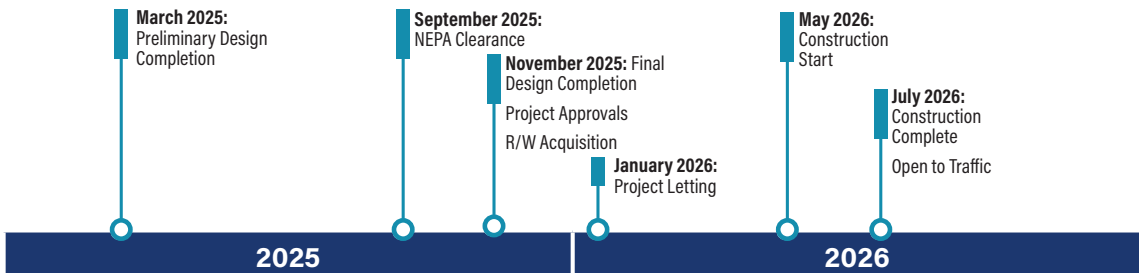 March 2025:
Preliminary Design
Completion
September 2025:
NEPA Clearance
November 2025: Final
Design Completion
Project Approvals
R/W Acquisition
January 2026:
Project Letting
May 2026:
Construction
Start
July 2026:
Construction
Complete
Open to Traffic
2025
2026